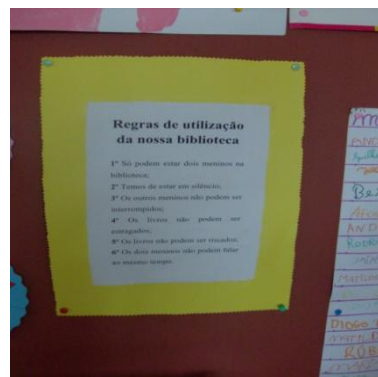 Regras de utilização
da nossa biblioteca
1º Só podem estar dois meninos na
biblioteca;
2º Temos de estar em silêncio;
3º Os outros meninos não podem ser
interrompidos;
4º Os livros não podem ser
estragados;
5º Os livros não podem ser riscados;
6º Os dois meninos não podem falar
ao mesmo tempo.
DIOGO